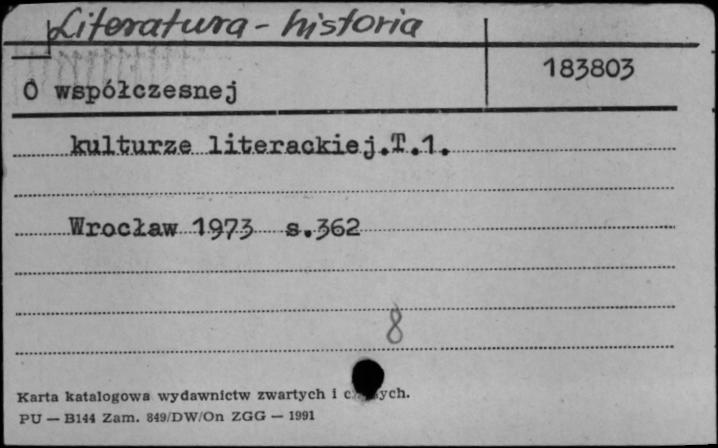 Literatura - historia
183803
O współczesnej
kulturze literackiej.T.1.
Wrocław 1973 s.362
8
Karta katalogowa wydawnictw zwartych i
PU — B144 Zam. 849/DW/On ZGG — 1991